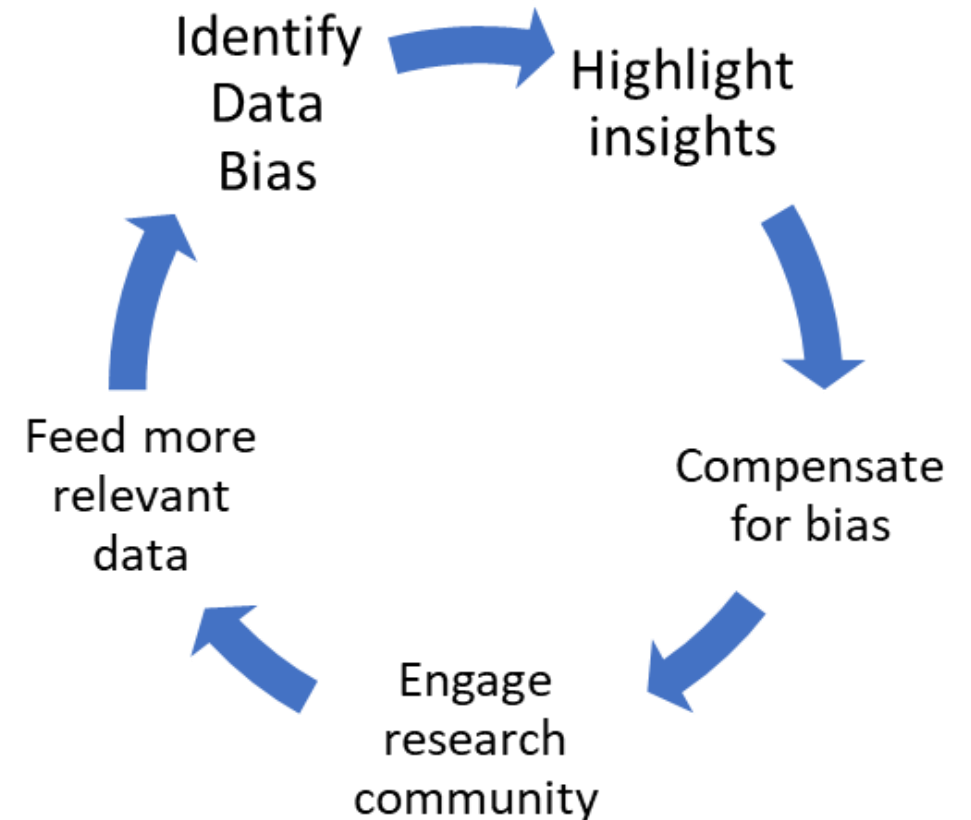 Identify
Data
Bias
Highlight
insights
Compensate
for bias
Engage
research
community
Feed more
relevant
data